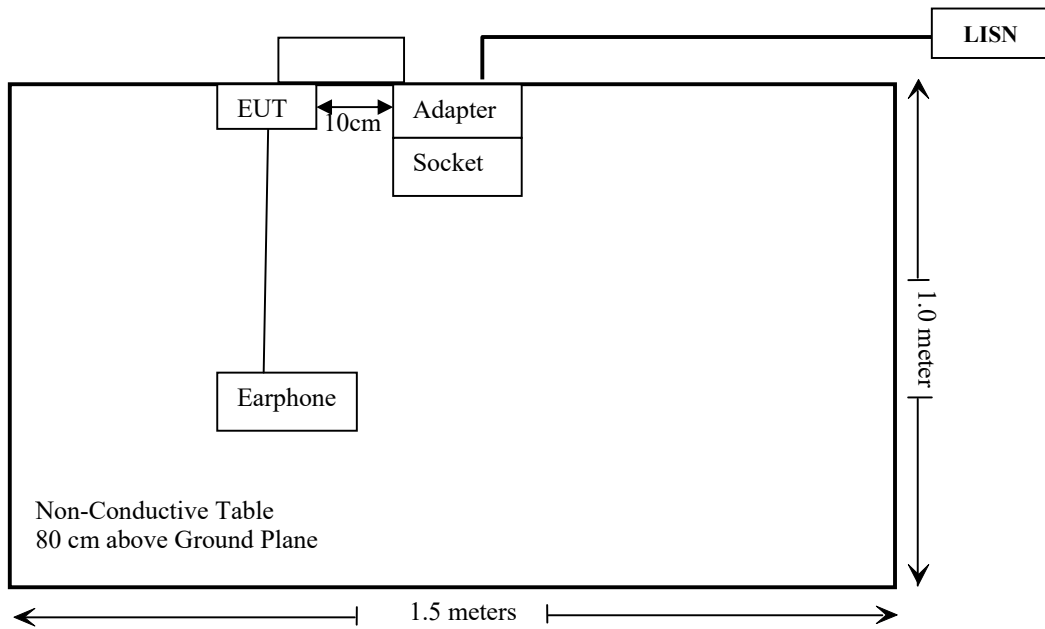 LISN
EUT
10cm
Adapter
Socket
Earphone
1.0 meter
Non-Conductive Table
80 cm above Ground Plane
1.5 meters